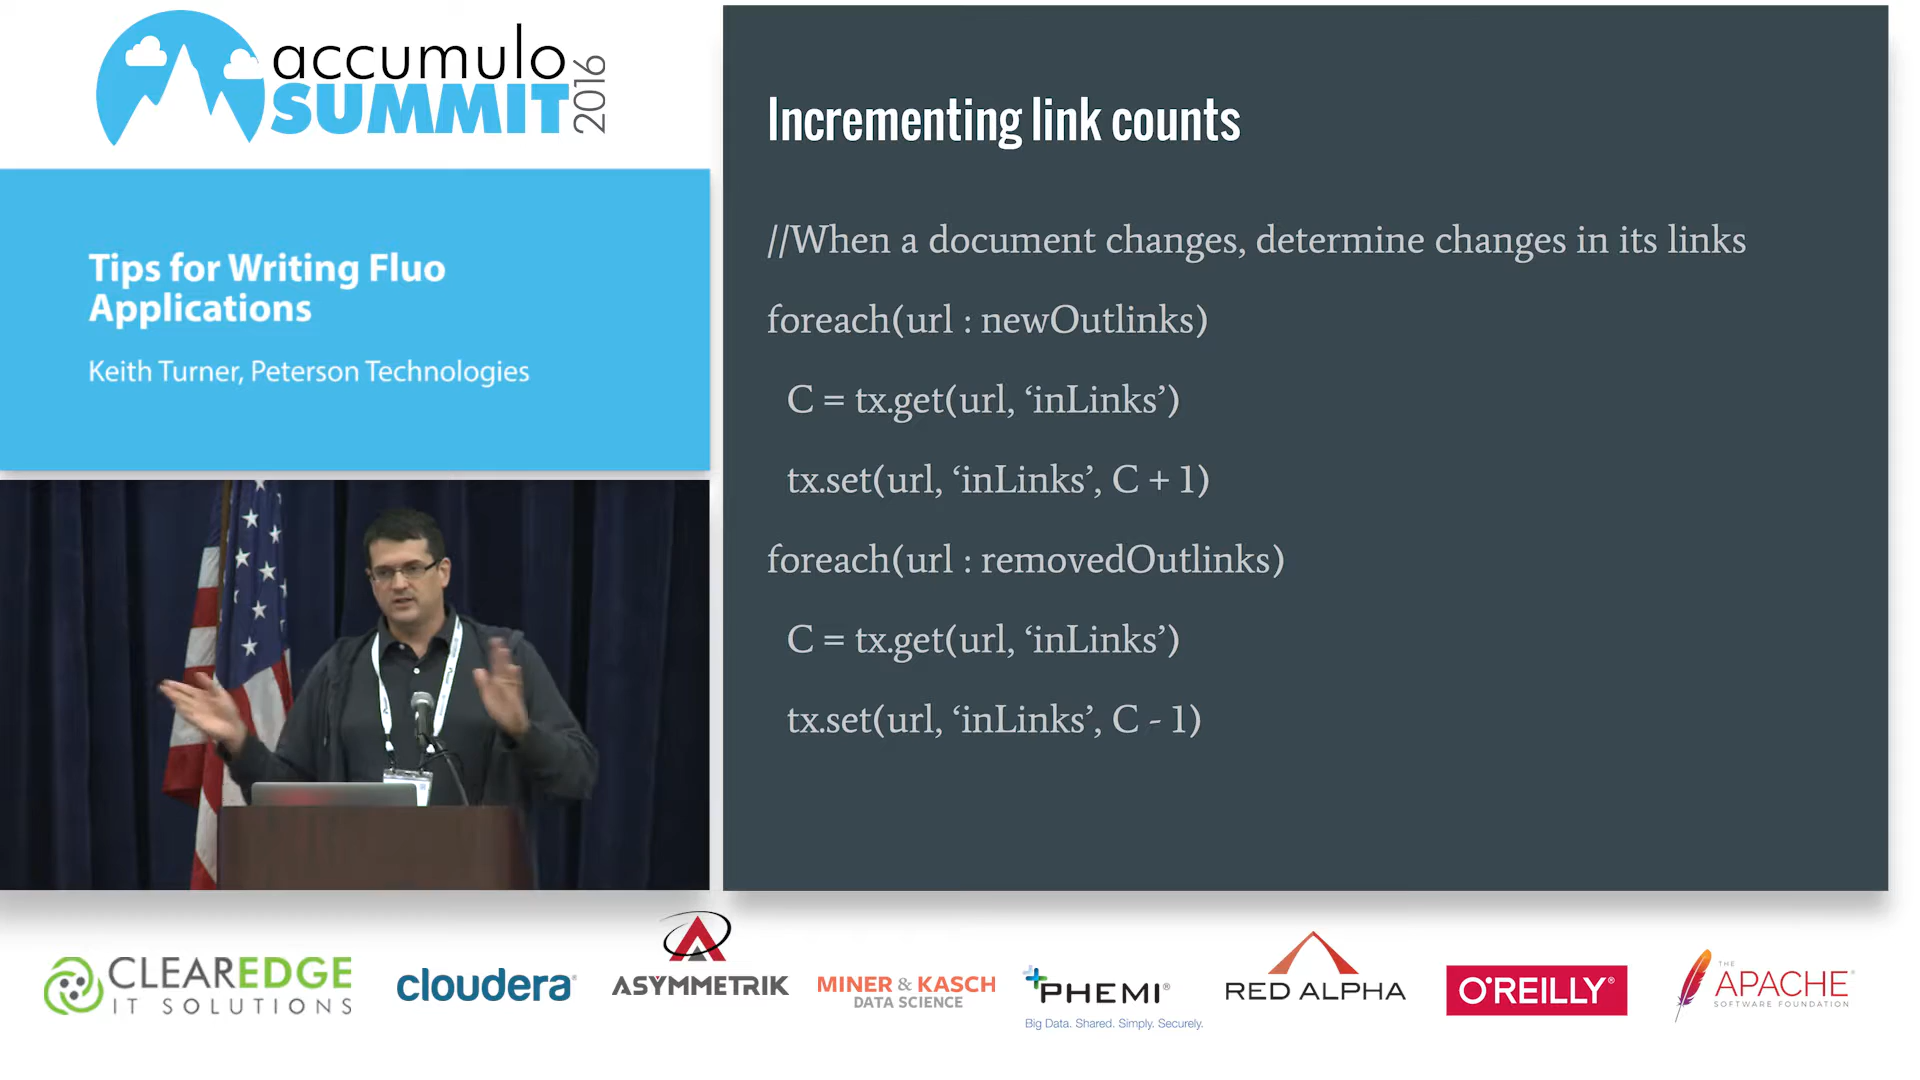 accumulo
SUMMIT
2016
Tips for Writing Fluo
Applications
Keith Turner, Peterson Technologies
Incrementing link counts
//When a document changes, determine changes in its links
foreach(url : newOutlinks)
C = tx.get(url, ‘inLinks’)
tx.set(url, ‘inLinks’, C + 1)
foreach(url : removedOutlinks)
C = tx.get(url, ‘inLinks’)
tx.set(url, ‘inLinks’, C - 1)
CLEAREDGE
IT SOLUTIONS
cloudera
ASYMMETRIK
MINER & KASCH
DATA SCIENCE
PHEMI®
Big Data. Shared. Simply. Securely.
RED ALPHA
O'REILLY®
THE
APACHE
SOFTWARE FOUNDATION